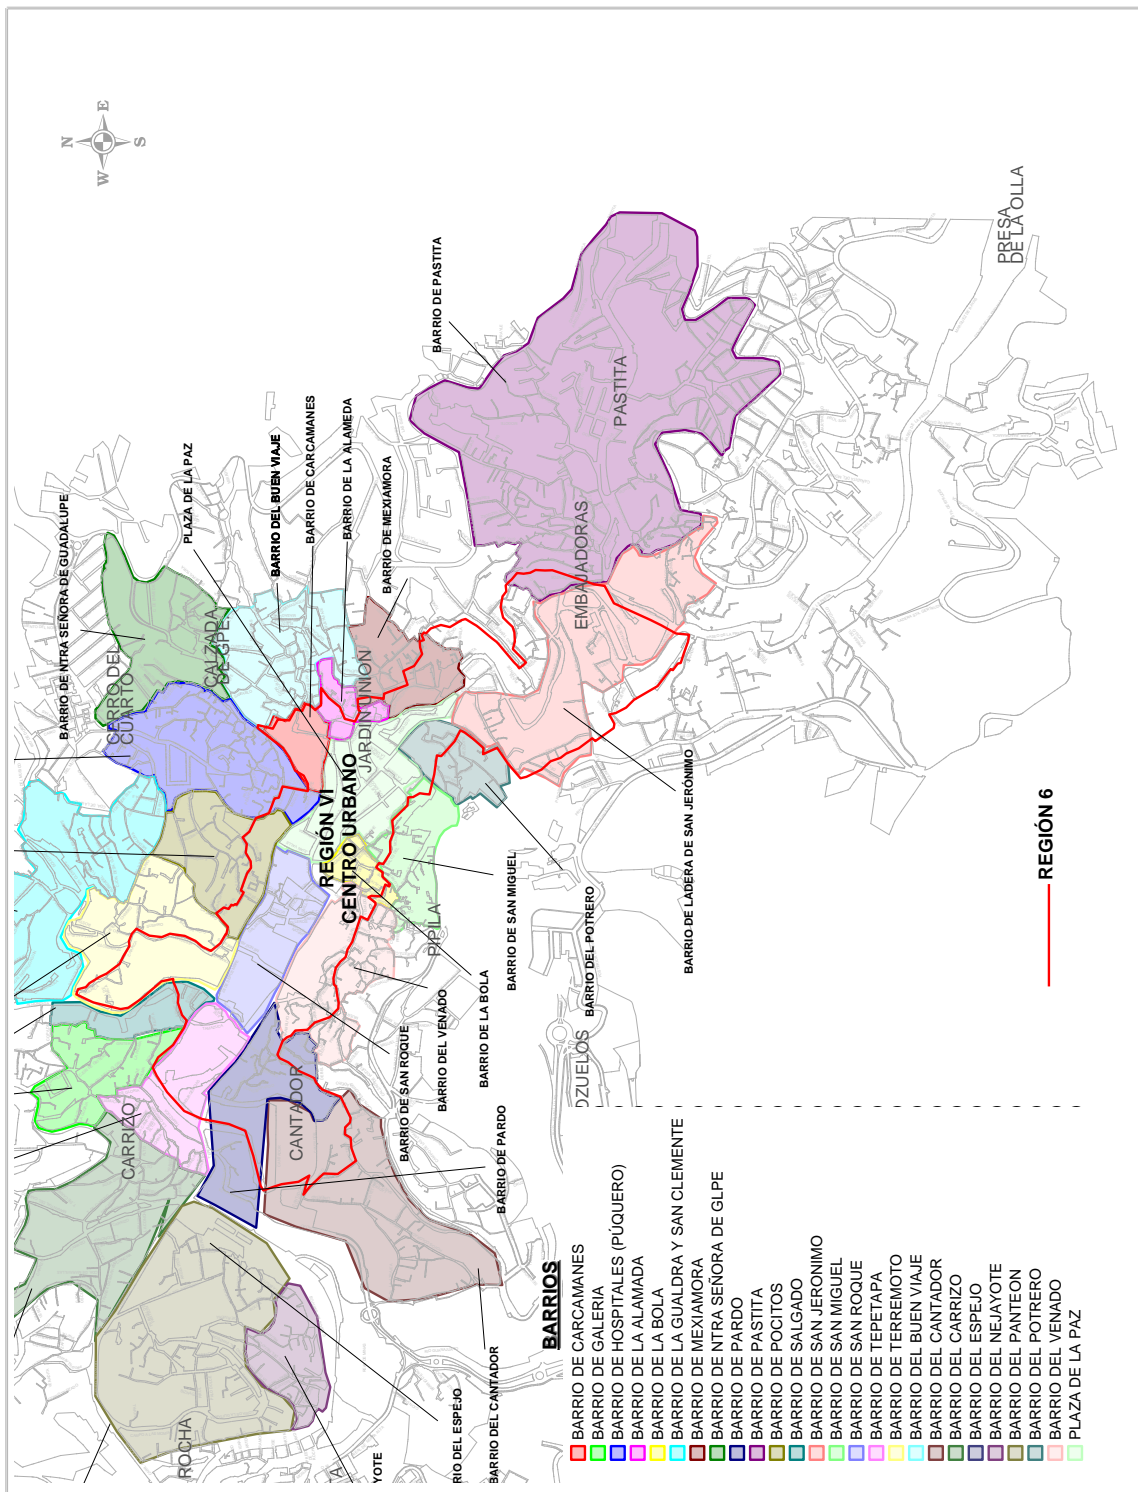 N
E
W
S
BARRIO DE NTRA SEÑORA DE GUADALUPE
PLAZA DE LA PAZ
BARRIO DEL BUEN VIAJE
BARRIO DE CARCAMANES
BARRIO DE LA ALAMEDA
BARRIO DE MEXIAMORA
BARRIO DE PASTITA
CERRO DEL
CUARTO
CALZADA
DE GPE.
JARDIN UNION
REGIÓN VI
CENTRO URBANO
PASTITA
EMBAJADORAS
PRESA
DE LA OLLA
PIPILA
CARRIZO
CANTADOR
ROCHA
OZUELOS
BARRIO DE SAN MIGUEL
BARRIO DEL POTRERO
BARRIO DE LADERA DE SAN JERÓNIMO
BARRIO DE LA BOLA
BARRIO DEL VENADO
BARRIO DE SAN ROQUE
BARRIO DE PARDO
BARRIO DEL CANTADOR
RIO DEL ESPEJO
YOTE
REGIÓN 6
BARRIOS
BARRIO DE CARCAMANES
BARRIO DE GALERIA
BARRIO DE HOSPITALES (PÚQUERO)
BARRIO DE LA ALAMADA
BARRIO DE LA BOLA
BARRIO DE LA GUALDRA Y SAN CLEMENTE
BARRIO DE MEXIAMORA
BARRIO DE NTRA SEÑORA DE GLPE
BARRIO DE PARDO
BARRIO DE PASTITA
BARRIO DE POCITOS
BARRIO DE SALGADO
BARRIO DE SAN JERONIMO
BARRIO DE SAN MIGUEL
BARRIO DE SAN ROQUE
BARRIO DE TEPETAPA
BARRIO DE TERREMOTO
BARRIO DEL BUEN VIAJE
BARRIO DEL CANTADOR
BARRIO DEL CARRIZO
BARRIO DEL ESPEJO
BARRIO DEL NEJAYOTE
BARRIO DEL PANTEON
BARRIO DEL POTRERO
BARRIO DEL VENADO
PLAZA DE LA PAZ